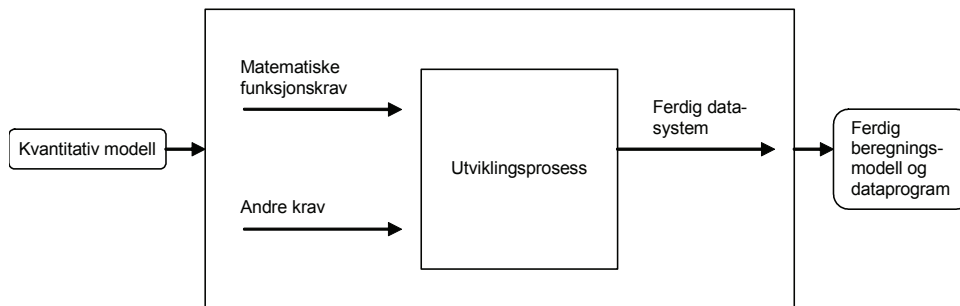 Kvantitativ modell
Matematiske
funksjonskrav
Andre krav
Utviklingsprosess
Ferdig data-
system
Ferdig
beregnings-
modell og
dataprogram